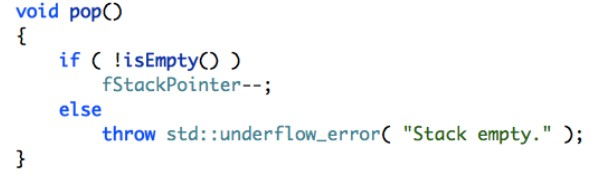 void pop()
{
    if ( !isEmpty() )
        fStackPointer--;
    else
        throw std::underflow_error( "Stack empty." );
}